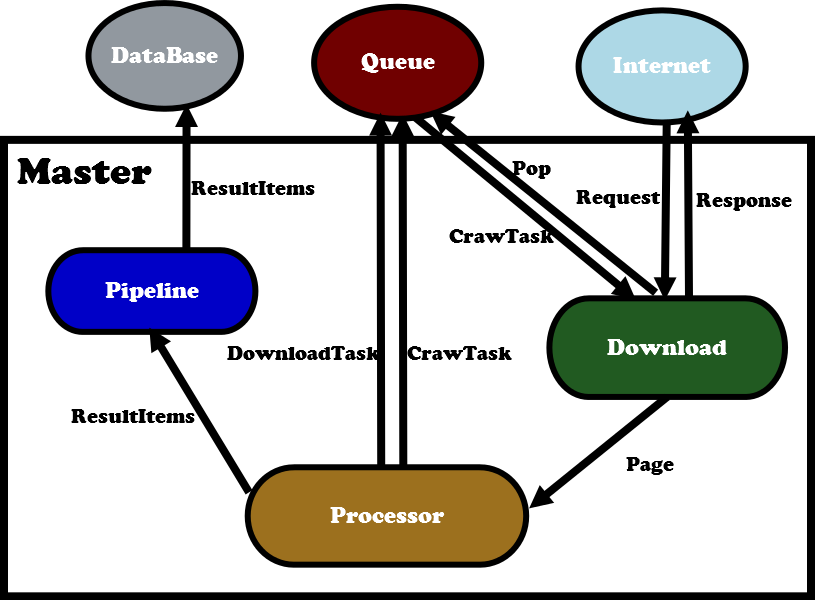 DataBase
Queue
Internet
Master
Pop
ResultItems
Request
Response
CrawTask
Pipeline
Download
DownloadTask
CrawTask
ResultItems
Page
Processor